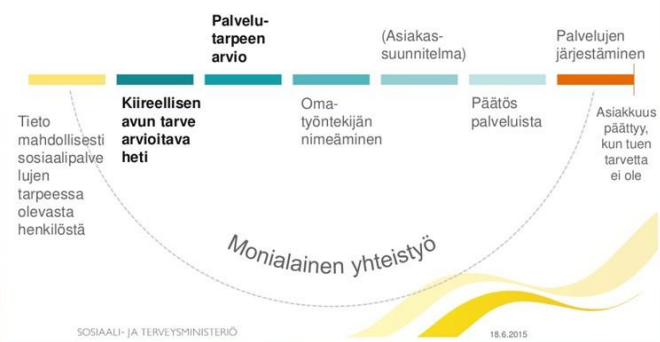 Tieto
mahdollisesti
sosiaalipalve
lujen
tarpeessa
olevasta
henkilöstä
Kiireellisen
avun tarve
arvioitava
heti
Palvelu-
tarpeen
arvio
Oma-
työntekijän
nimeäminen
(Asiakas-
suunnitelma)
Päätös
palveluista
Palvelujen
järjestäminen
Asiakkuus
päättyy,
kun tuen
tarvetta
ei ole
Monialainen yhteistyö
SOSIAALI- JA TERVEYSMINISTERIÖ
18.6.2015